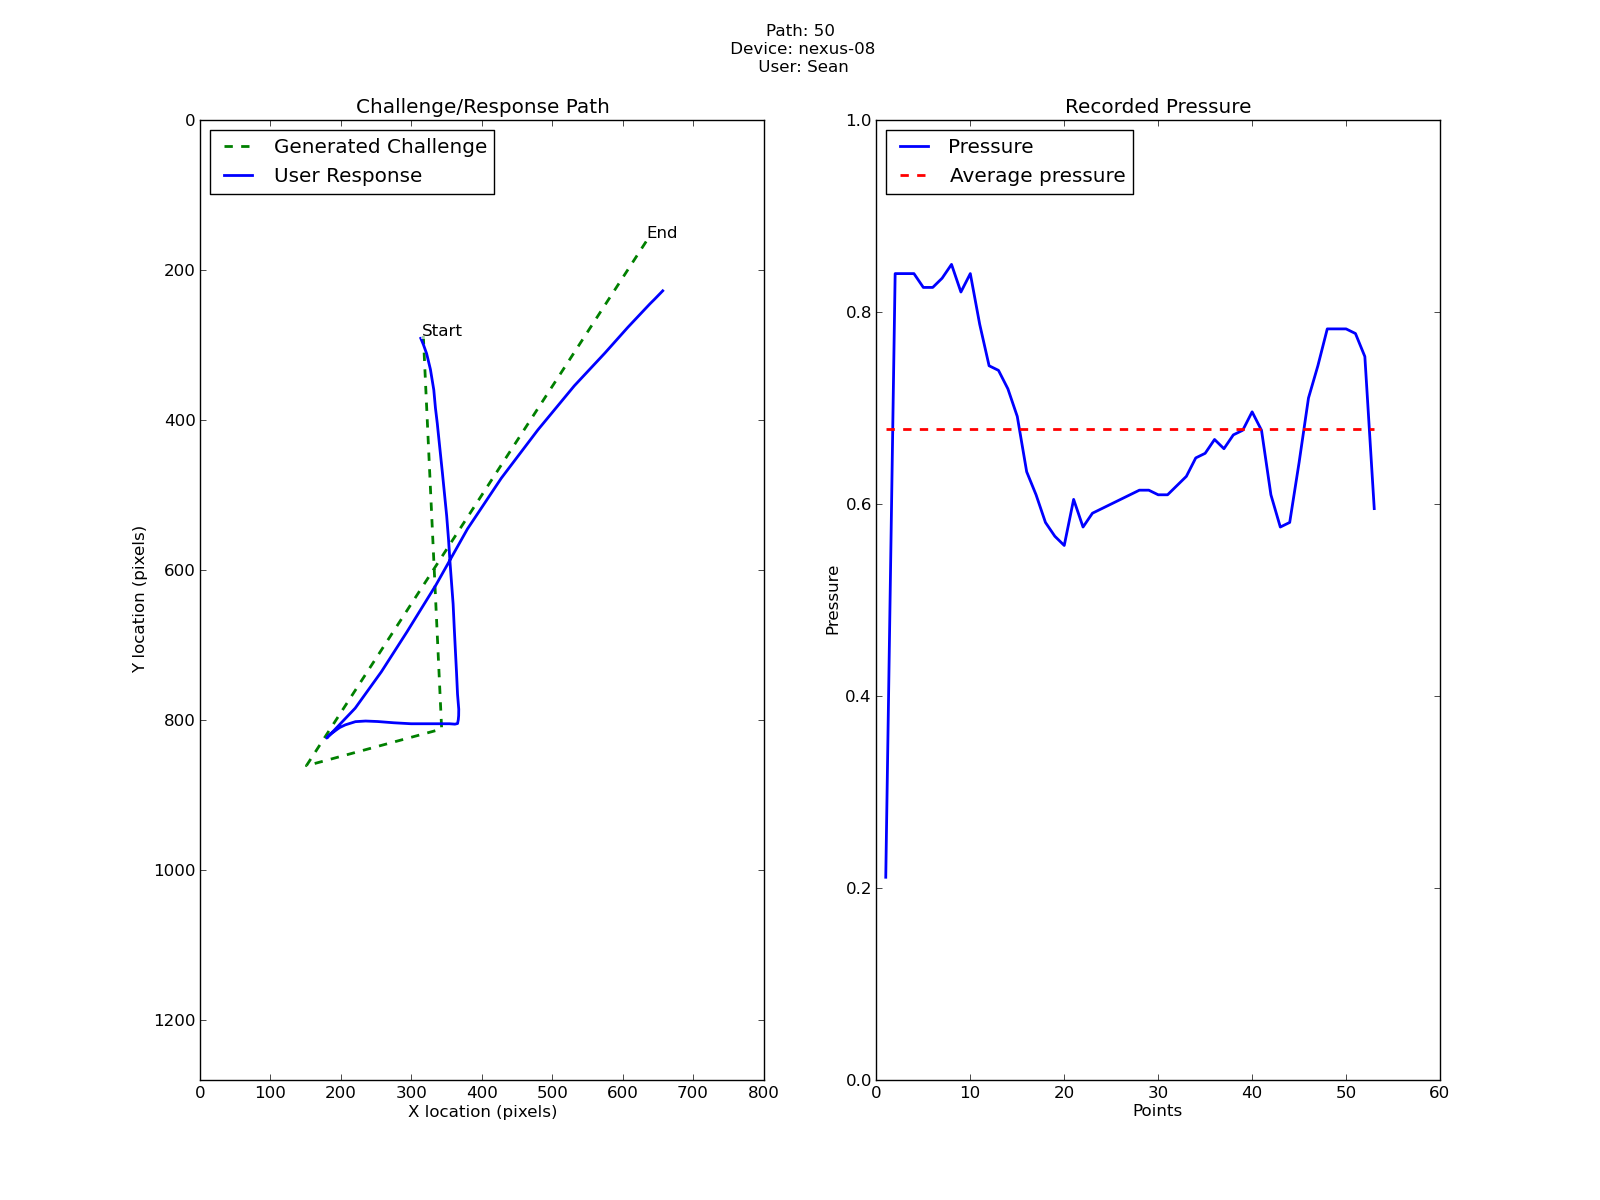 Path: 50
Device: nexus-08
User: Sean
Challenge/Response Path
Generated Challenge
User Response
Start
End
0
200
400
600
800
1000
1200
Y location (pixels)
0 100 200 300 400 500 600 700 800
X location (pixels)
Recorded Pressure
Pressure
Average pressure
1.0
0.8
0.6
0.4
0.2
0.0
Pressure
0 10 20 30 40 50 60
Points